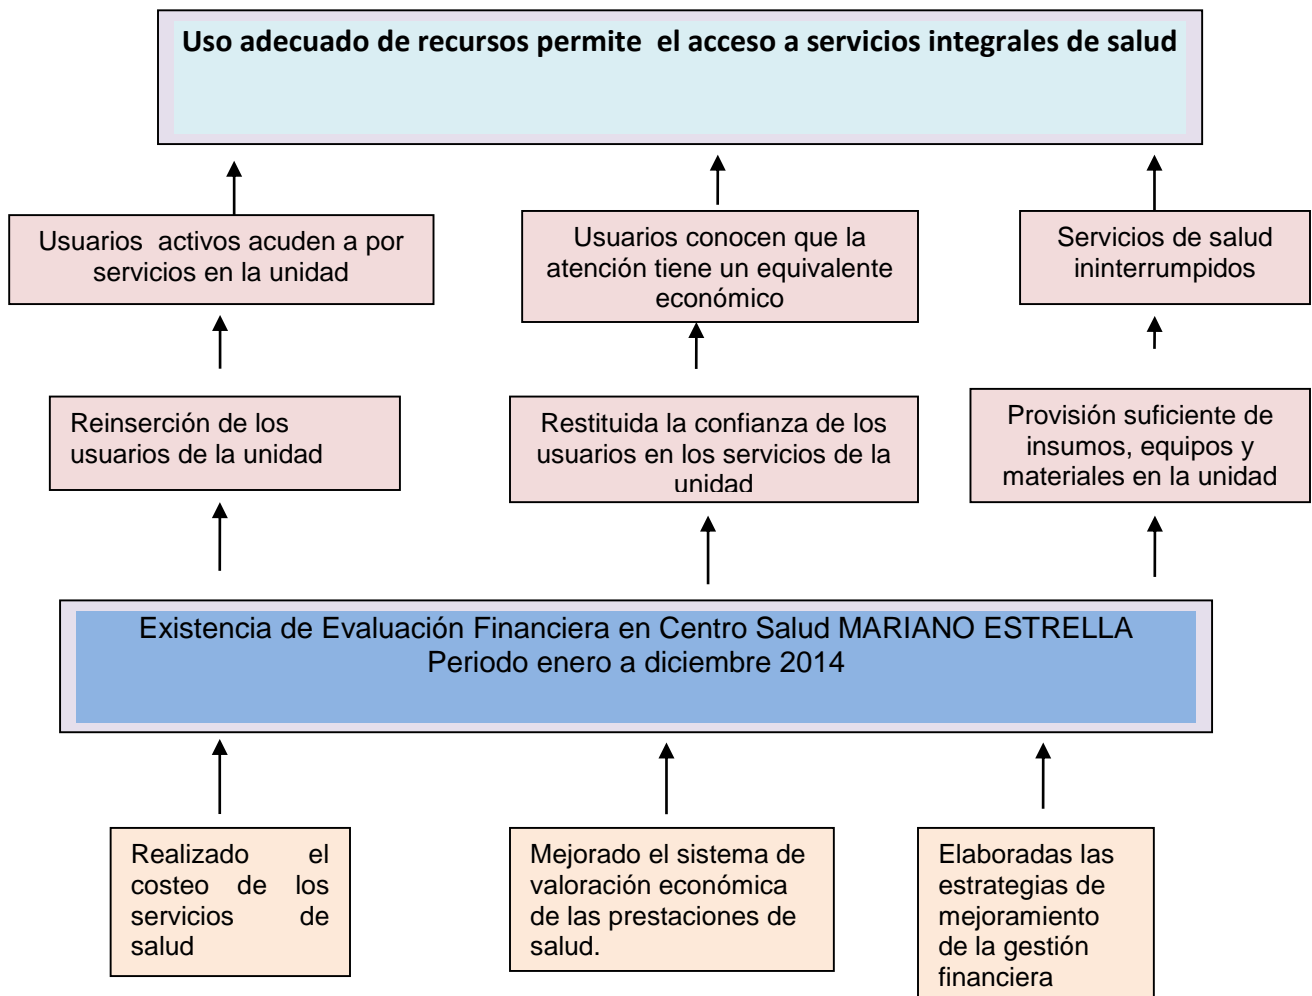 Uso adecuado de recursos permite el acceso a servicios integrales de salud
Usuarios activos acuden a por
servicios en la unidad
Usuarios conocen que la
atención tiene un equivalente
económico
Servicios de salud
ininterrumpidos
Reinserción de los
usuarios de la unidad
Restituida la confianza de los
usuarios en los servicios de la
unidad
Provisión suficiente de
insumos, equipos y
materiales en la unidad
Existencia de Evaluación Financiera en Centro Salud MARIANO ESTRELLA
Periodo enero a diciembre 2014
Realizado el
costeo de los
servicios de
salud
Mejorado el sistema de
valoración económica
de las prestaciones de
salud.
Elaboradas las
estrategias de
mejoramiento
de la gestión
financiera